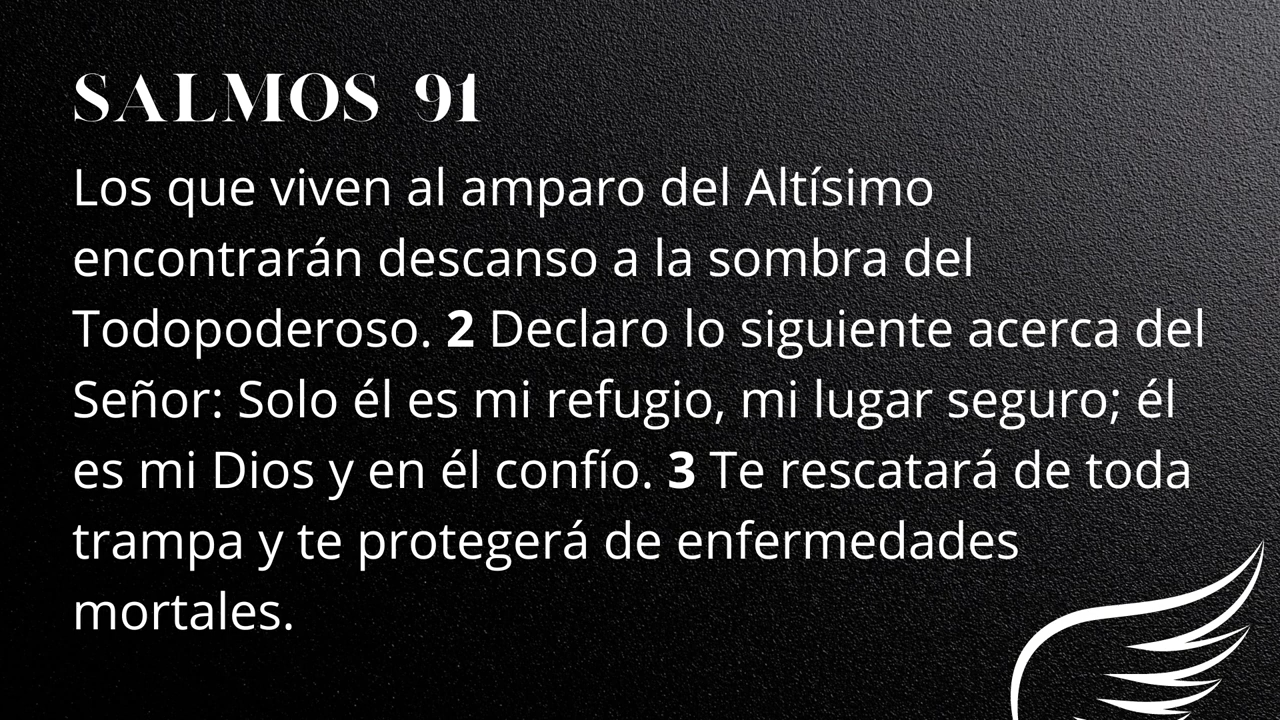 SALMOS 91
Los que viven al amparo del Altísimo
encontrarán descanso a la sombra del
Todopoderoso. 2 Declaro lo siguiente acerca del
Señor: Solo él es mi refugio, mi lugar seguro; él
es mi Dios y en él confío. 3 Te rescatará de toda
trampa y te protegerá de enfermedades
mortales.